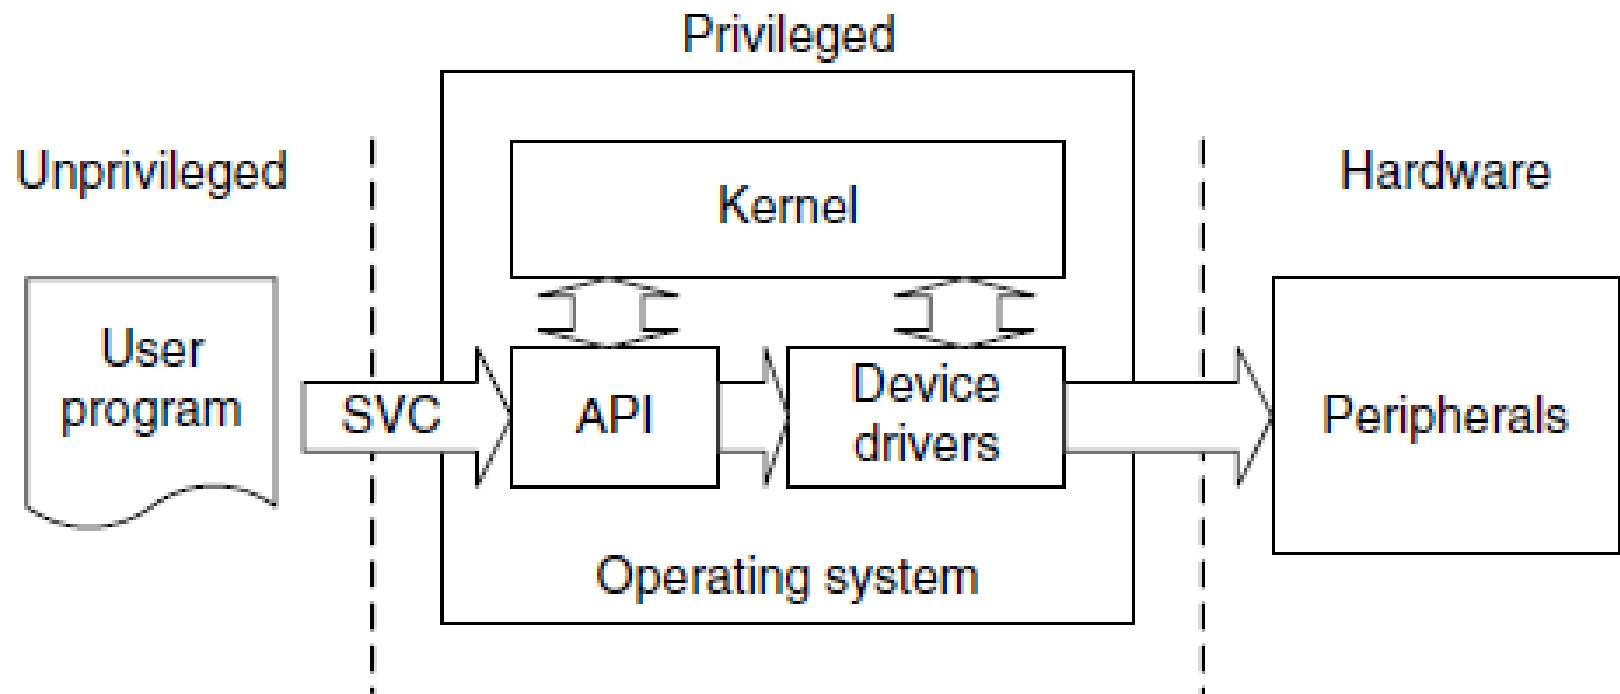 Privileged
Unprivileged
Hardware
Kernel
User
program
SVC
API
Device
drivers
Peripherals
Operating system